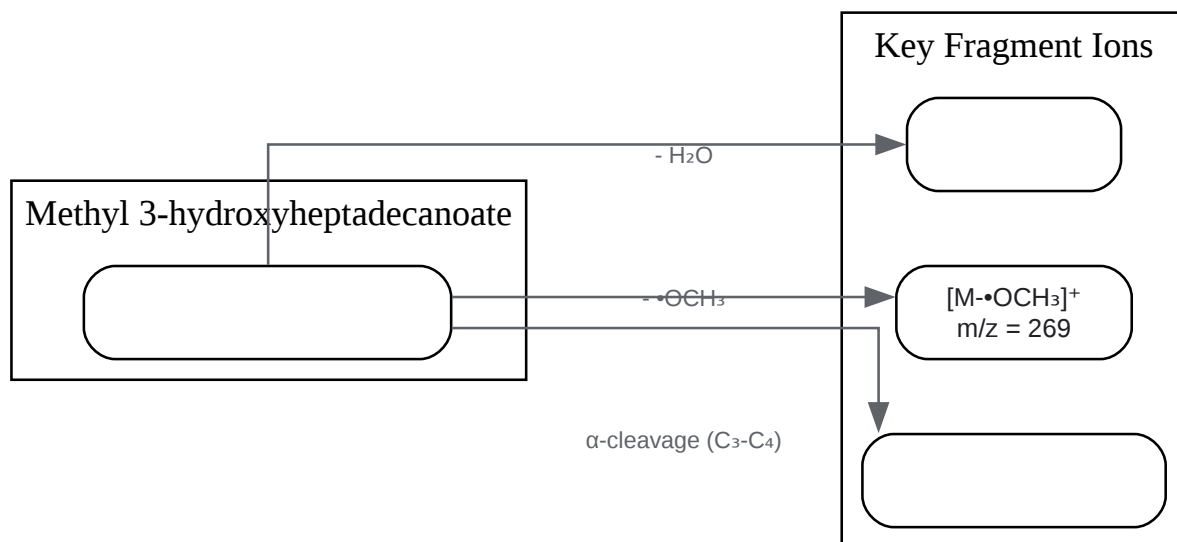 Key Fragment Ions
- H₂O
Methyl 3-hydroxyheptadecanoate
- •OCH₃
[M-•OCH₃]⁺
m/z = 269
α-cleavage (C₃-C₄)